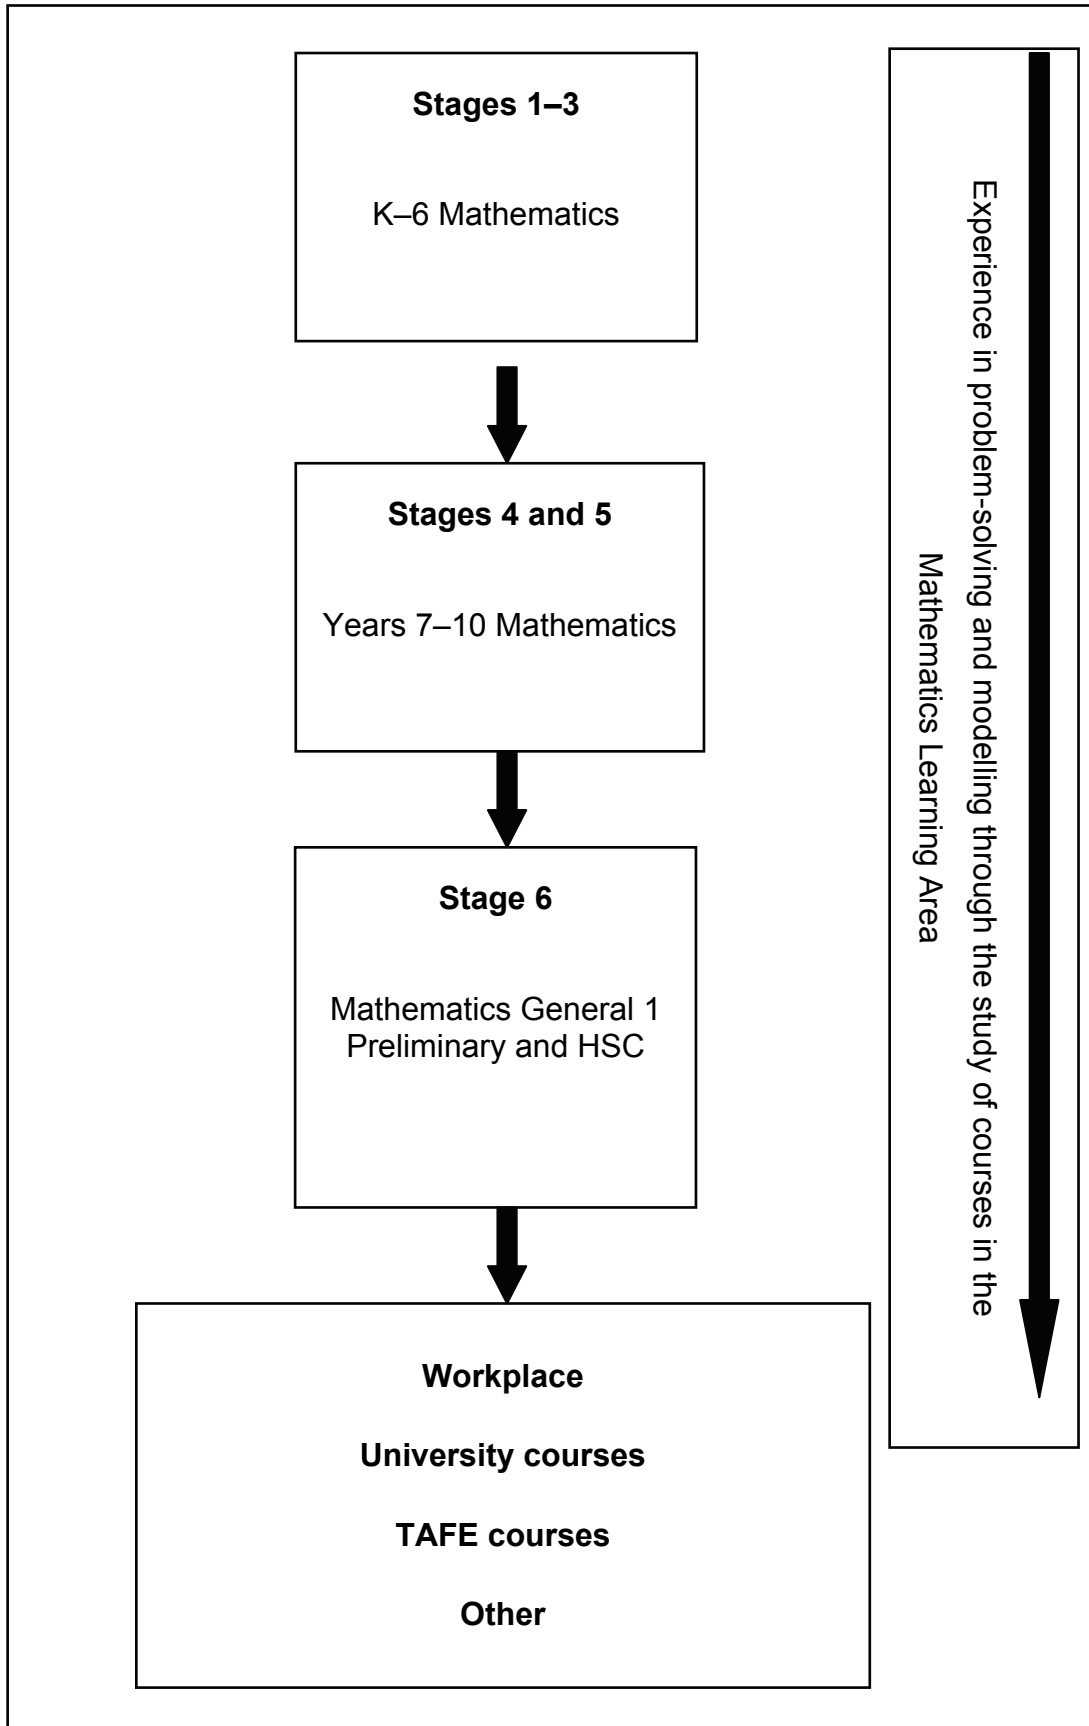 Stages 1–3
K–6 Mathematics
Stages 4 and 5
Years 7–10 Mathematics
Stage 6
Mathematics General 1
Preliminary and HSC
Workplace
University courses
TAFE courses
Other
Experience in problem-solving and modelling through the study of courses in the
Mathematics Learning Area